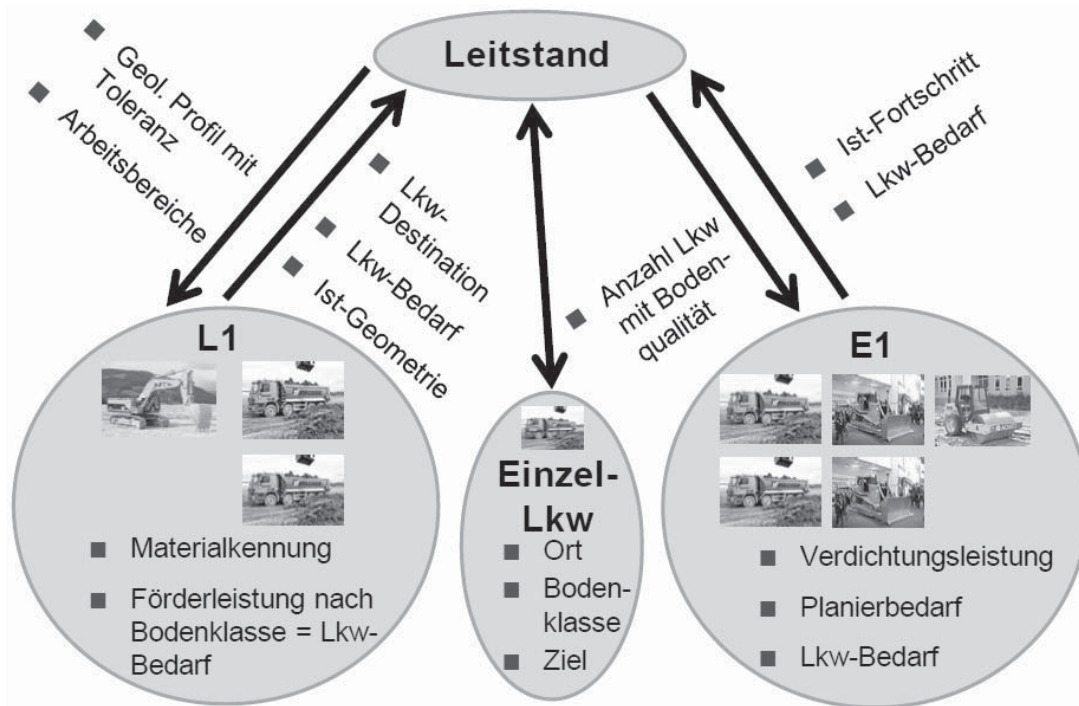 Leitstand
Geol. Profil mit
Toleranz
Arbeitsbereiche
Lkw-
Destination
Lkw-Bedarf
Ist-Geometrie
Anzahl Lkw
mit Boden-
qualität
Ist-Fortschritt
Lkw-Bedarf
L1
Materialkennung
Förderleistung nach
Bodenklasse = Lkw-
Bedarf
Einzel-
Lkw
Ort
Boden-
klasse
Ziel
E1
Verdichtungsleistung
Planierbedarf
Lkw-Bedarf